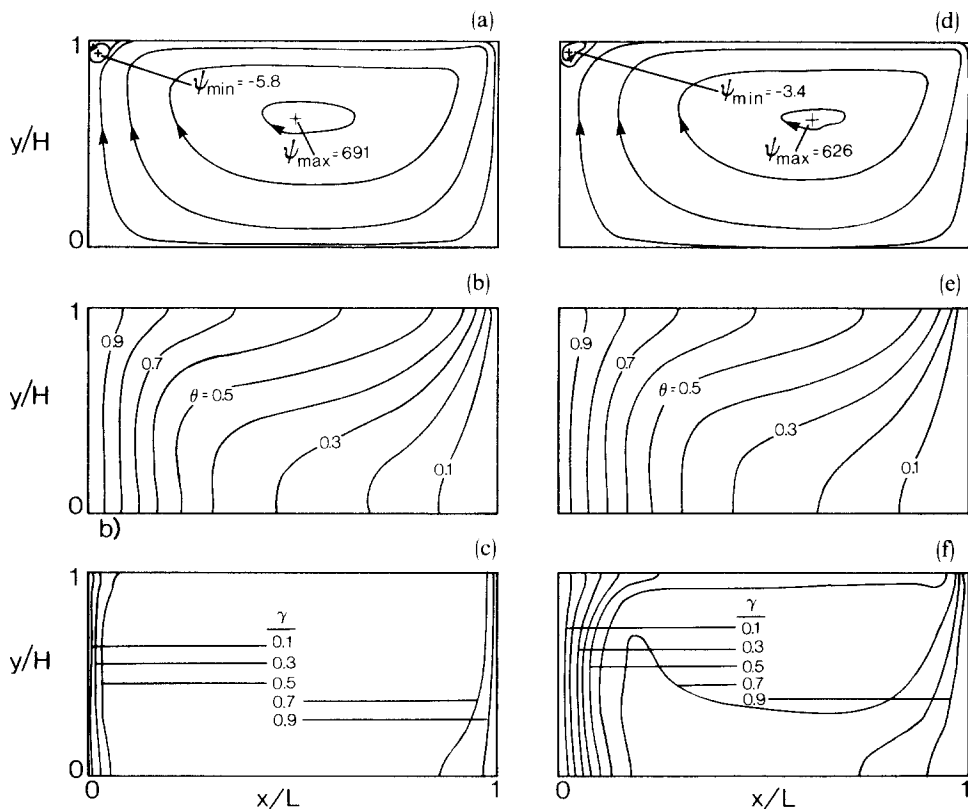 (a)
(d)
1
ψmin = -5.8
ψmin = -3.4
y/H
ψmax = 691
ψmax = 626
0
(b)
(e)
1
0.9
0.7
0.9
0.7
θ = 0.5
θ = 0.5
y/H
0.3
0.3
0.1
0.1
0
b)
(c)
(f)
1
γ
0.1
0.3
0.5
0.7
0.9
γ
0.1
0.3
0.5
0.7
0.9
y/H
0
0
x/L
1
0
x/L
1